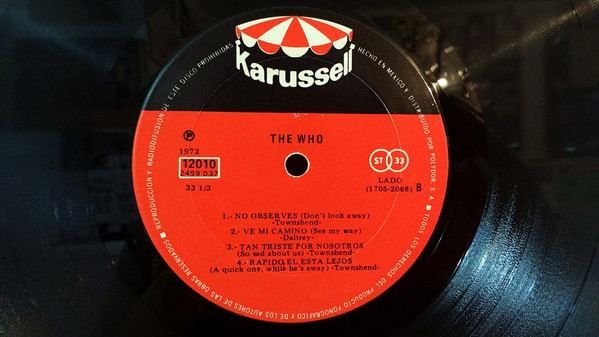 Karussell
REPRODUCCION Y RADIODIFUSION DE ESTE DISCO PROHIBIDAS
HECHO EN MEXICO Y DISTRIBUIDO POR POLYDOR, S A
THE WHO
P
1972
12010
2499 037
33 1/3
ST 33
LADO
(1705-2068) B
1.- NO OBSERVES (Don't look away)
-Townshend-
2.- VE MI CAMINO (See my way)
-Daltrey-
3.- TAN TRISTE POR NOSOTROS
(So sad about us) -Townshend-
4.- RAPIDO, EL ESTA LEJOS
(A quick one, while he's away) -Townshend-
TODOS LOS DERECHOS DEL PRODUCTO FONOGRAFICO Y DE LOS AUTORES DE LAS OBRAS RESERVADOS